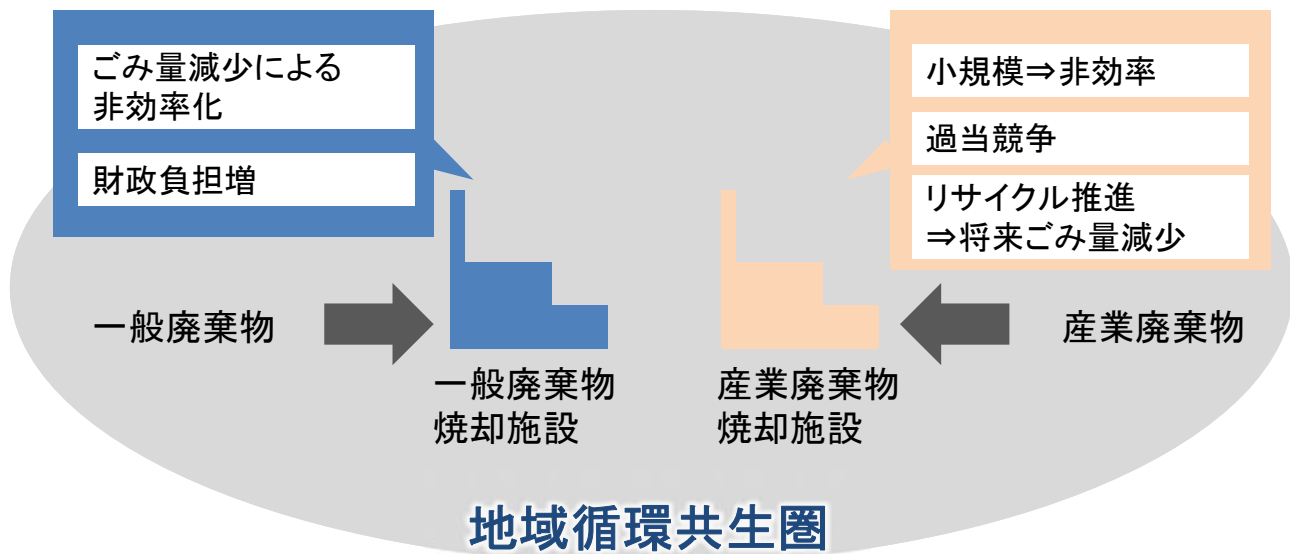 ごみ量減少による
非効率化
財政負担増
小規模⇒非効率
過当競争
リサイクル推進
⇒将来ごみ量減少
一般廃棄物
産業廃棄物
一般廃棄物
焼却施設
産業廃棄物
焼却施設
地域循環共生圏